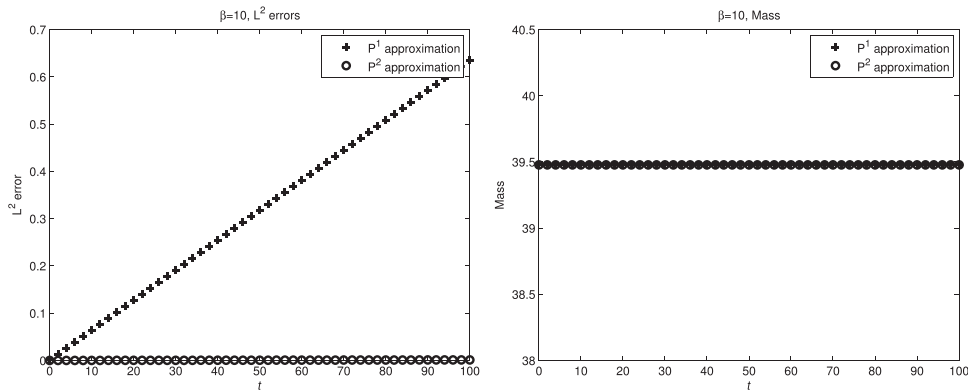 β=10, L² errors
P¹ approximation
P² approximation
L² error
0.7
0.6
0.5
0.4
0.3
0.2
0.1
0
0 10 20 30 40 50 60 70 80 90 100
t
β=10, Mass
P¹ approximation
P² approximation
Mass
40.5
40
39.5
39
38.5
38
0 10 20 30 40 50 60 70 80 90 100
t